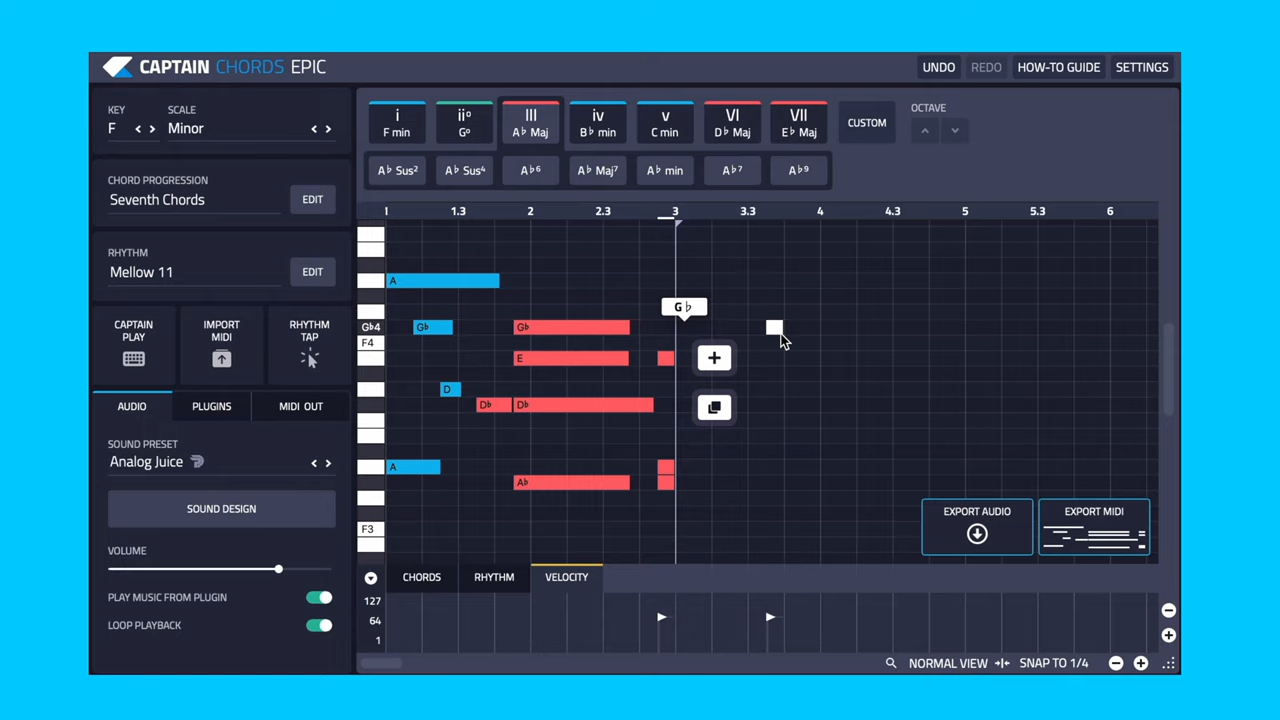 CAPTAIN CHORDS EPIC
UNDO
REDO
HOW-TO GUIDE
SETTINGS
KEY
F
SCALE
Minor
CHORD PROGRESSION
Seventh Chords
EDIT
RHYTHM
Mellow 11
EDIT
CAPTAIN
PLAY
IMPORT
MIDI
RHYTHM
TAP
AUDIO
PLUGINS
MIDI OUT
SOUND PRESET
Analog Juice
SOUND DESIGN
VOLUME
PLAY MUSIC FROM PLUGIN
LOOP PLAYBACK
i
F min
ii°
G°
III
A♭ Maj
iv
B♭ min
v
C min
VI
D♭ Maj
VII
E♭ Maj
CUSTOM
OCTAVE
A♭ Sus²
A♭ Sus⁴
A♭⁶
A♭ Maj⁷
A♭ min
A♭⁷
A♭⁹
1 1.3 2 2.3 3 3.3 4 4.3 5 5.3 6
A
G♭
G♭4
G♭
G♭
F4
E
D
D♭
D♭
A
A♭
F3
EXPORT AUDIO
EXPORT MIDI
CHORDS
RHYTHM
VELOCITY
127
64
1
NORMAL VIEW
SNAP TO 1/4